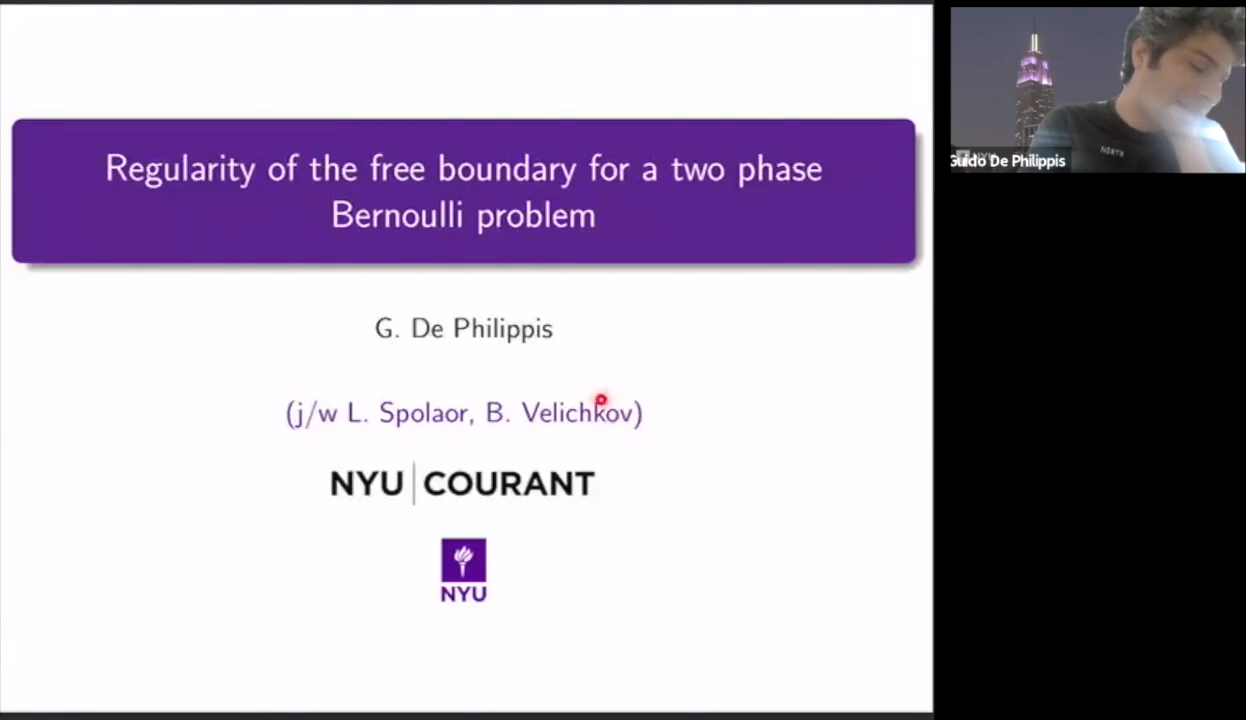 Regularity of the free boundary for a two phase
Bernoulli problem
G. De Philippis
(j/w L. Spolaor, B. Velichkov)
NYU COURANT
NYU
Guido De Philippis
NORTH